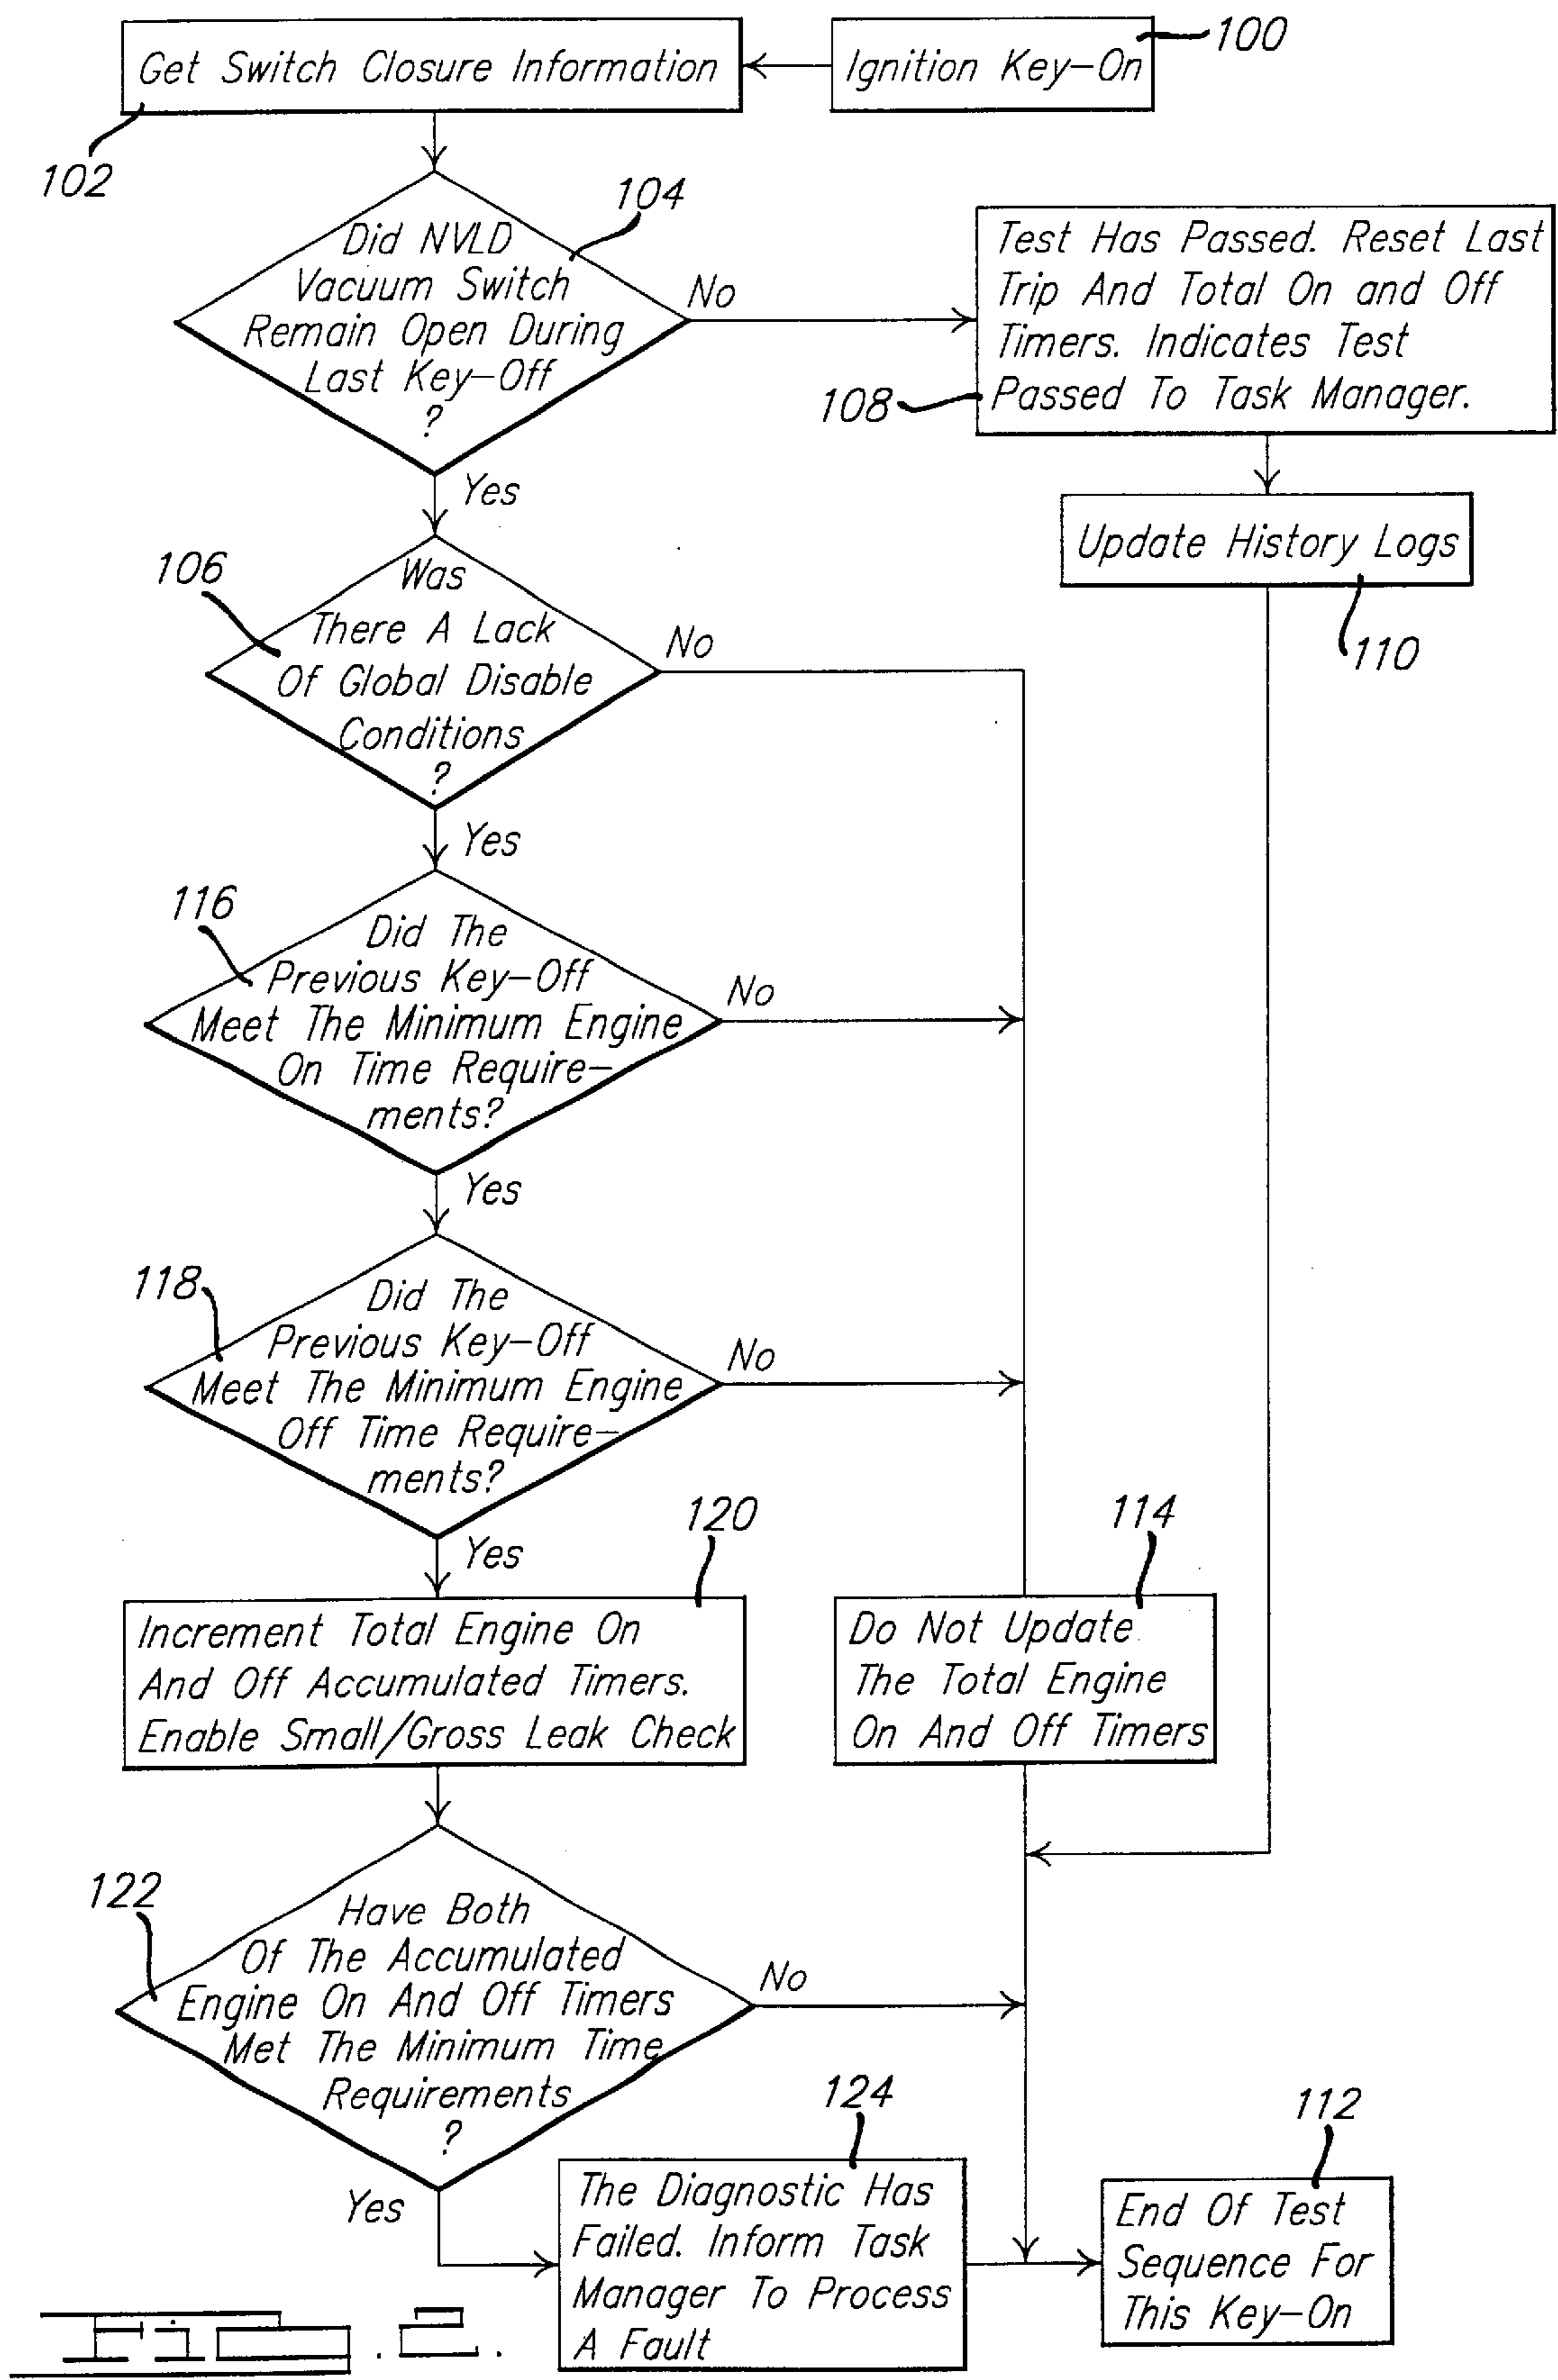 Get Switch Closure Information
Ignition Key-On
100
102
104
Did NVLD
Vacuum Switch
Remain Open During
Last Key-Off
?
No
Test Has Passed. Reset Last
Trip And Total On and Off
Timers. Indicates Test
Passed To Task Manager.
108
Yes
Update History Logs
110
106
Was
There A Lack
Of Global Disable
Conditions
?
No
Yes
116
Did The
Previous Key-Off
Meet The Minimum Engine
On Time Require-
ments?
No
Yes
118
Did The
Previous Key-Off
Meet The Minimum Engine
Off Time Require-
ments?
No
Yes
120
Increment Total Engine On
And Off Accumulated Timers.
Enable Small/Gross Leak Check
114
Do Not Update
The Total Engine
On And Off Timers
122
Have Both
Of The Accumulated
Engine On And Off Timers
Met The Minimum Time
Requirements
?
No
Yes
124
The Diagnostic Has
Failed. Inform Task
Manager To Process
A Fault
112
End Of Test
Sequence For
This Key-On
Fig. 2.